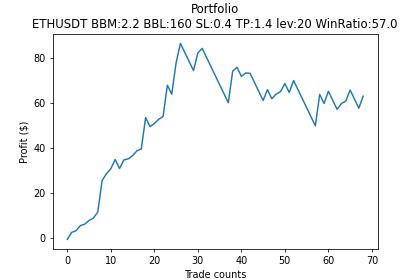 Portfolio
ETHUSDT BBM:2.2 BBL:160 SL:0.4 TP:1.4 lev:20 WinRatio:57.0
80
60
40
20
0
Profit ($)
0 10 20 30 40 50 60 70
Trade counts